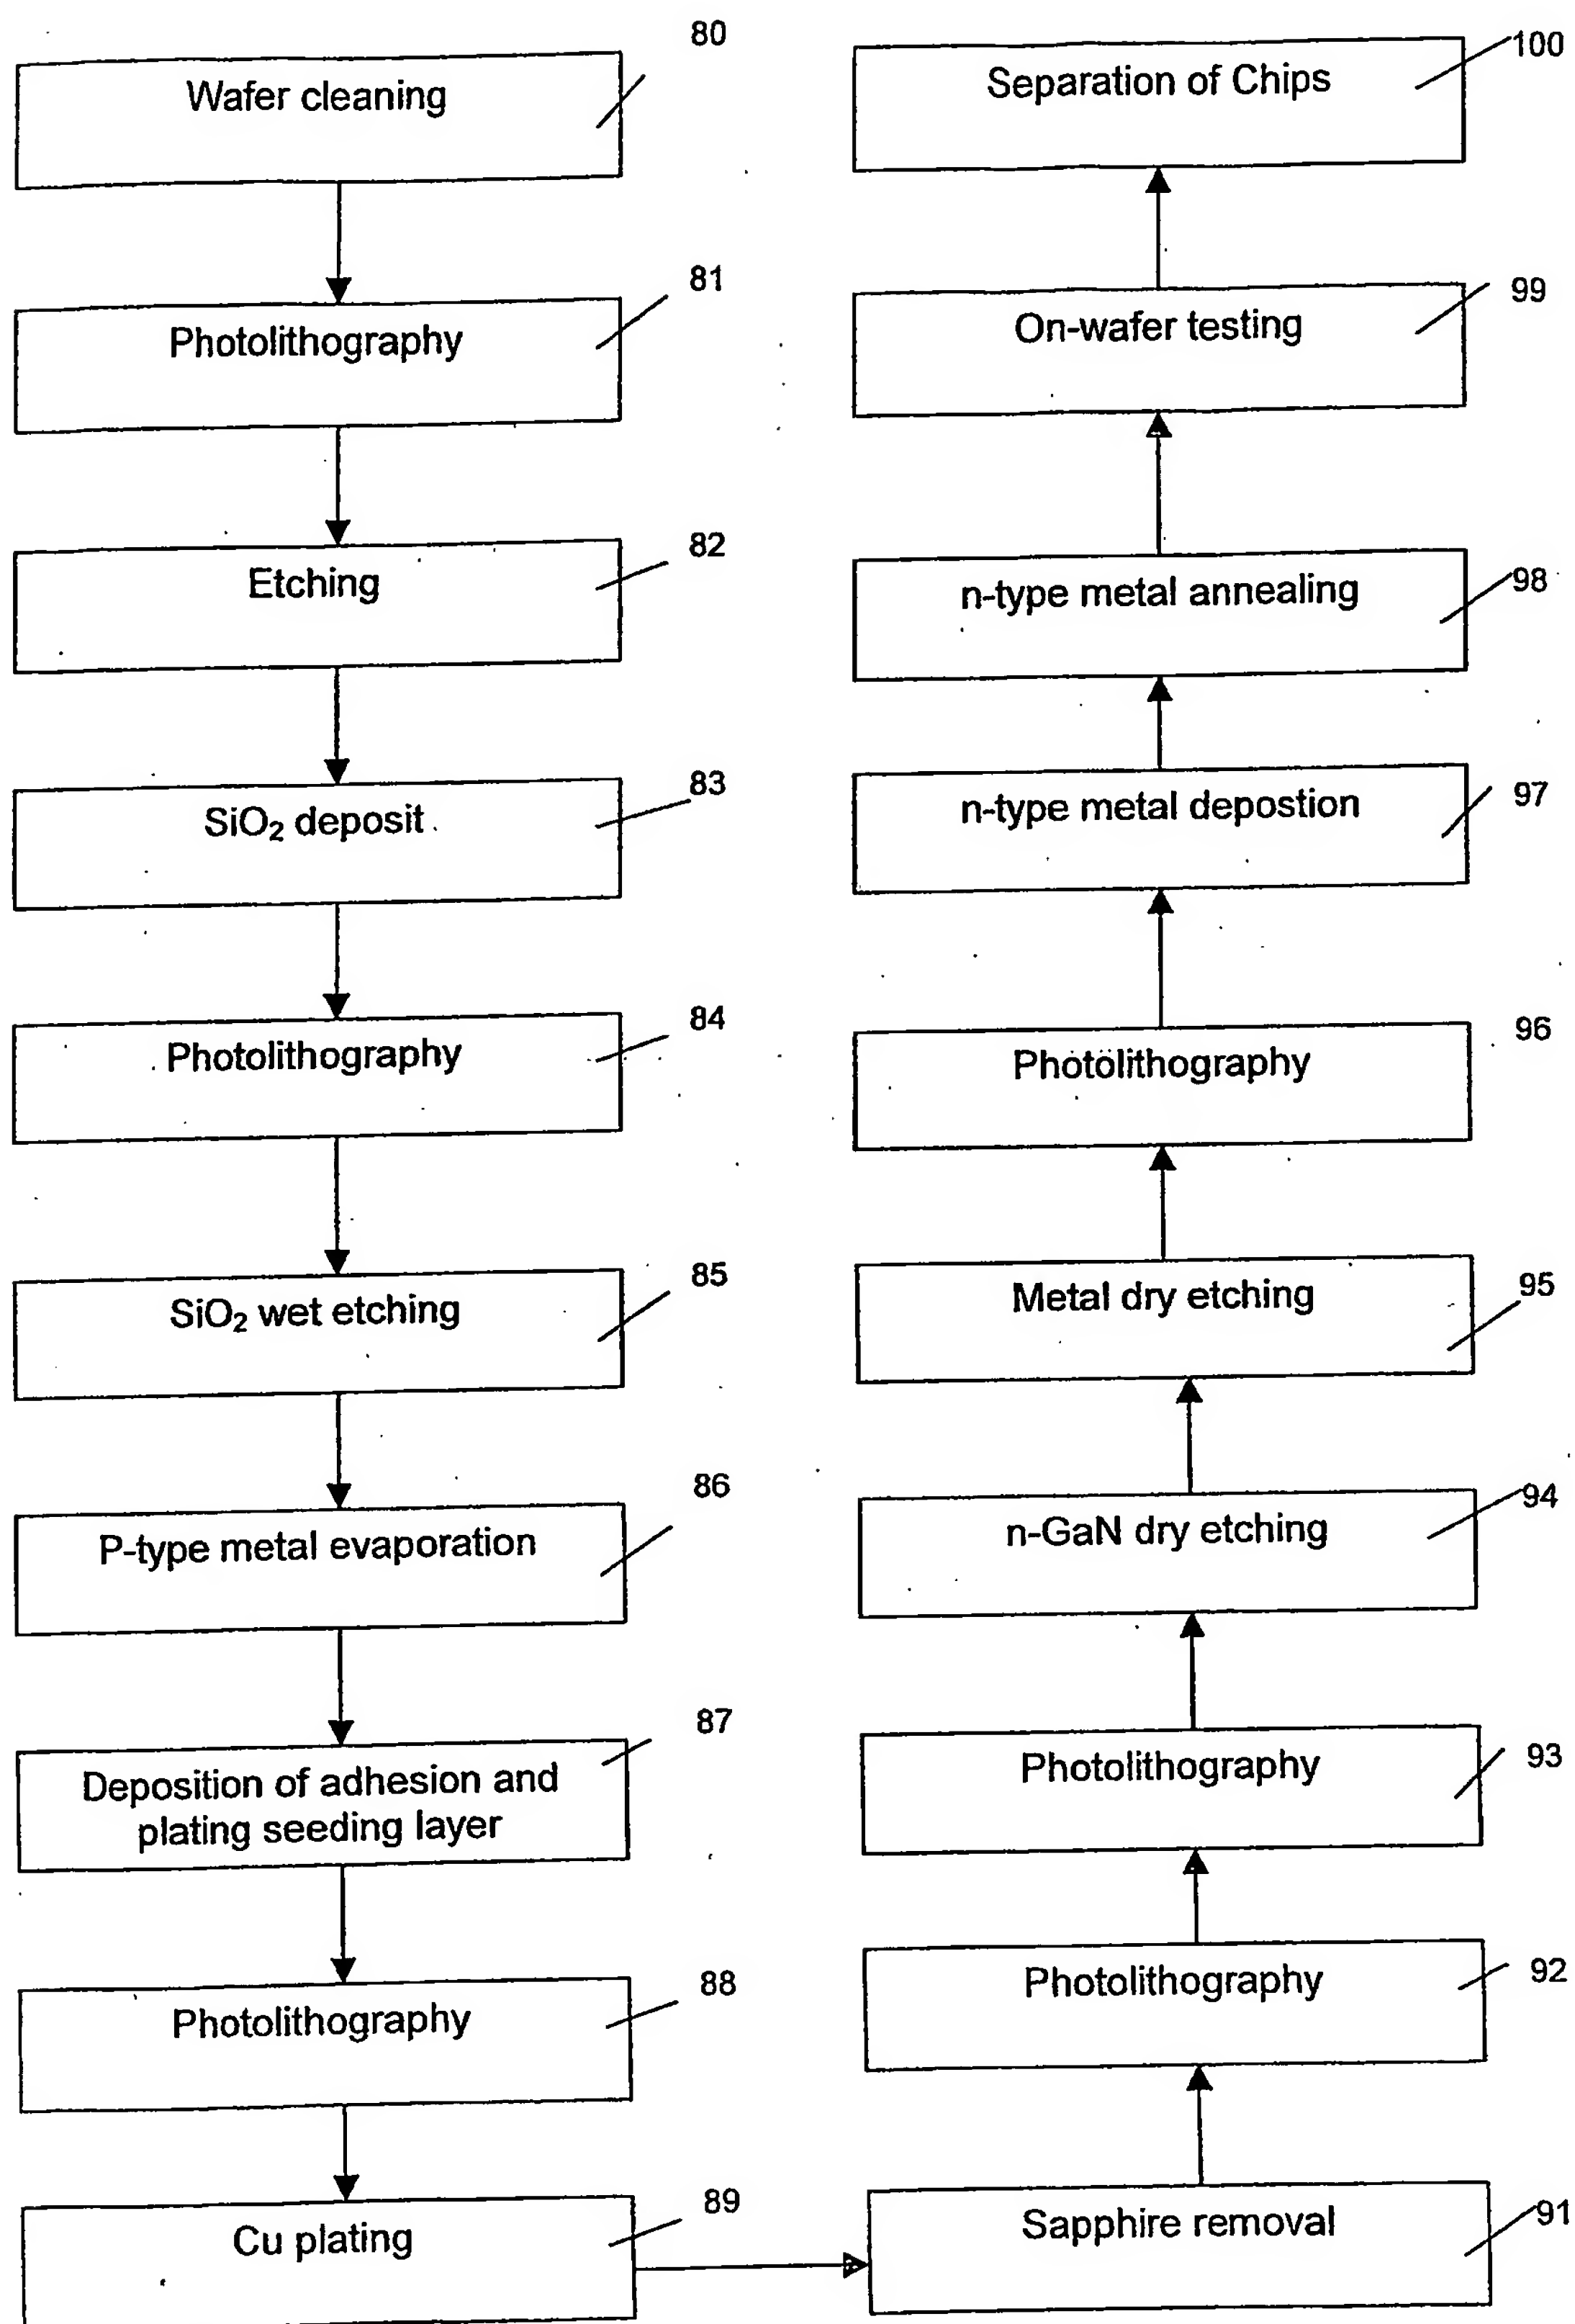 80
Wafer cleaning
81
Photolithography
82
Etching
83
SiO₂ deposit
84
Photolithography
85
SiO₂ wet etching
86
P-type metal evaporation
87
Deposition of adhesion and
plating seeding layer
88
Photolithography
89
Cu plating
91
Sapphire removal
92
Photolithography
93
Photolithography
94
n-GaN dry etching
95
Metal dry etching
96
Photolithography
97
n-type metal depostion
98
n-type metal annealing
99
On-wafer testing
100
Separation of Chips